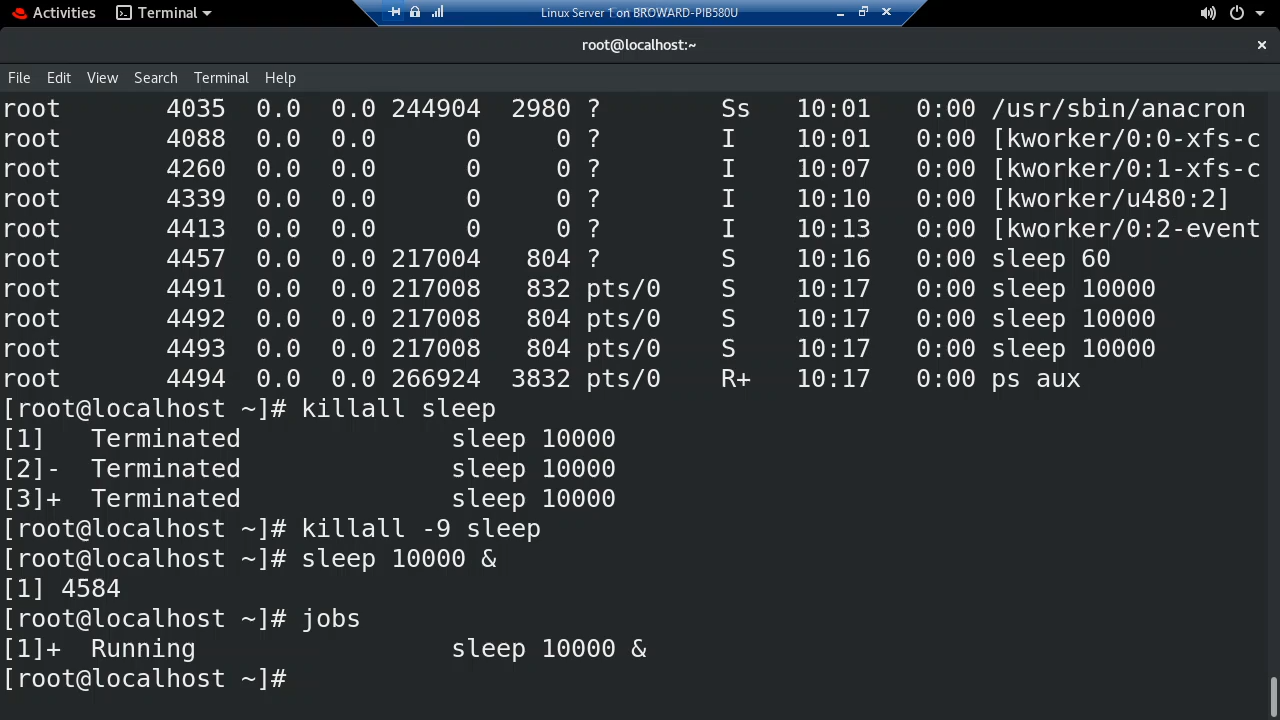 Activities Terminal Linux Server 1 on BROWARD-PIB580U
root@localhost:~
File Edit View Search Terminal Help
root 4035 0.0 0.0 244904 2980 ? Ss 10:01 0:00 /usr/sbin/anacron
root 4088 0.0 0.0 0 0 ? I 10:01 0:00 [kworker/0:0-xfs-c
root 4260 0.0 0.0 0 0 ? I 10:07 0:00 [kworker/0:1-xfs-c
root 4339 0.0 0.0 0 0 ? I 10:10 0:00 [kworker/u480:2]
root 4413 0.0 0.0 0 0 ? I 10:13 0:00 [kworker/0:2-event
root 4457 0.0 0.0 217004 804 ? S 10:16 0:00 sleep 60
root 4491 0.0 0.0 217008 832 pts/0 S 10:17 0:00 sleep 10000
root 4492 0.0 0.0 217008 804 pts/0 S 10:17 0:00 sleep 10000
root 4493 0.0 0.0 217008 804 pts/0 S 10:17 0:00 sleep 10000
root 4494 0.0 0.0 266924 3832 pts/0 R+ 10:17 0:00 ps aux
[root@localhost ~]# killall sleep
[1] Terminated sleep 10000
[2]- Terminated sleep 10000
[3]+ Terminated sleep 10000
[root@localhost ~]# killall -9 sleep
[root@localhost ~]# sleep 10000 &
[1] 4584
[root@localhost ~]# jobs
[1]+ Running sleep 10000 &
[root@localhost ~]#